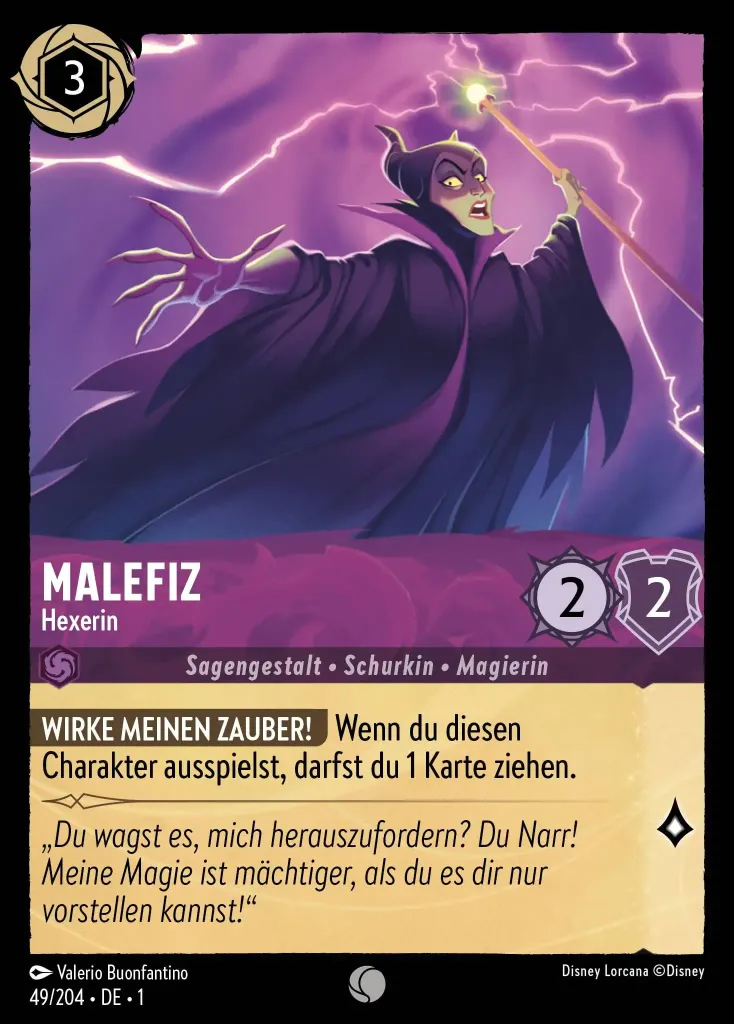 3
MALEFIZ
Hexerin
2
2
Sagengestalt • Schurkin • Magierin
WIRKE MEINEN ZAUBER! Wenn du diesen
Charakter ausspielst, darfst du 1 Karte ziehen.
„Du wagst es, mich herauszufordern? Du Narr!
Meine Magie ist mächtiger, als du es dir nur
vorstellen kannst!“
Valerio Buonfantino
Disney Lorcana ©Disney
49/204 • DE • 1